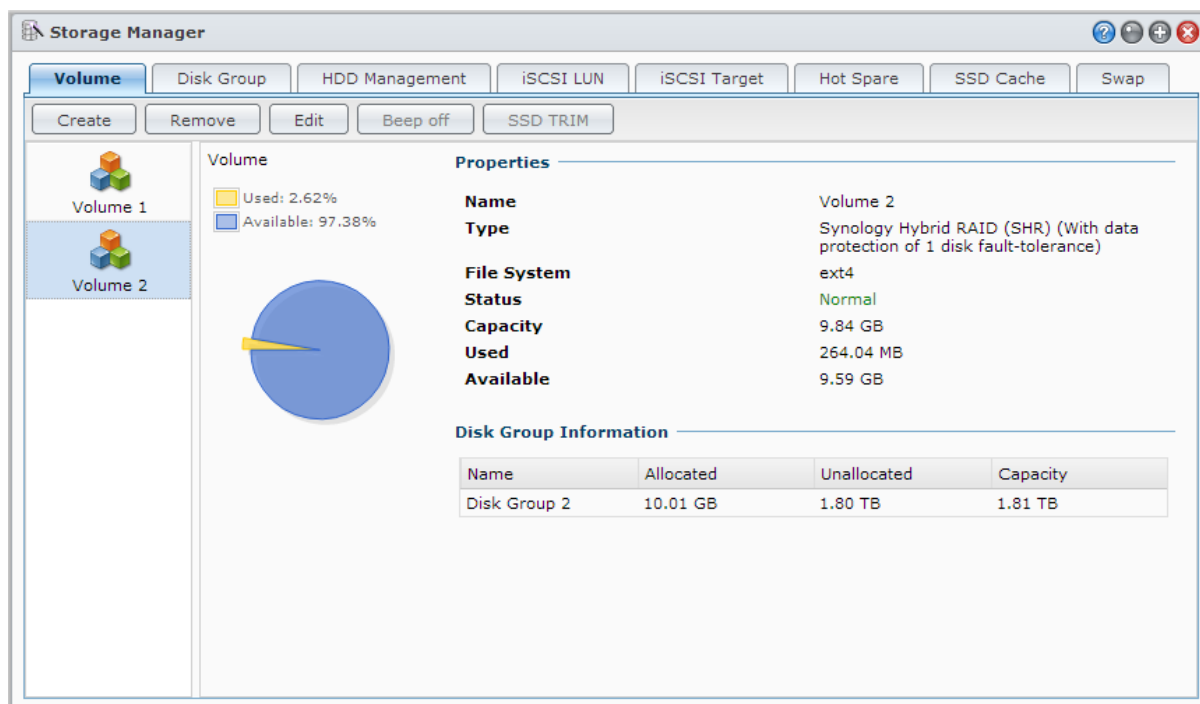 Storage Manager
Volume Disk Group HDD Management iSCSI LUN iSCSI Target Hot Spare SSD Cache Swap
Create Remove Edit Beep off SSD TRIM
Volume 1
Volume 2
Volume
Used: 2.62%
Available: 97.38%
Properties
Name Volume 2
Type Synology Hybrid RAID (SHR) (With data
protection of 1 disk fault-tolerance)
File System ext4
Status Normal
Capacity 9.84 GB
Used 264.04 MB
Available 9.59 GB
Disk Group Information
Name Allocated Unallocated Capacity
Disk Group 2 10.01 GB 1.80 TB 1.81 TB